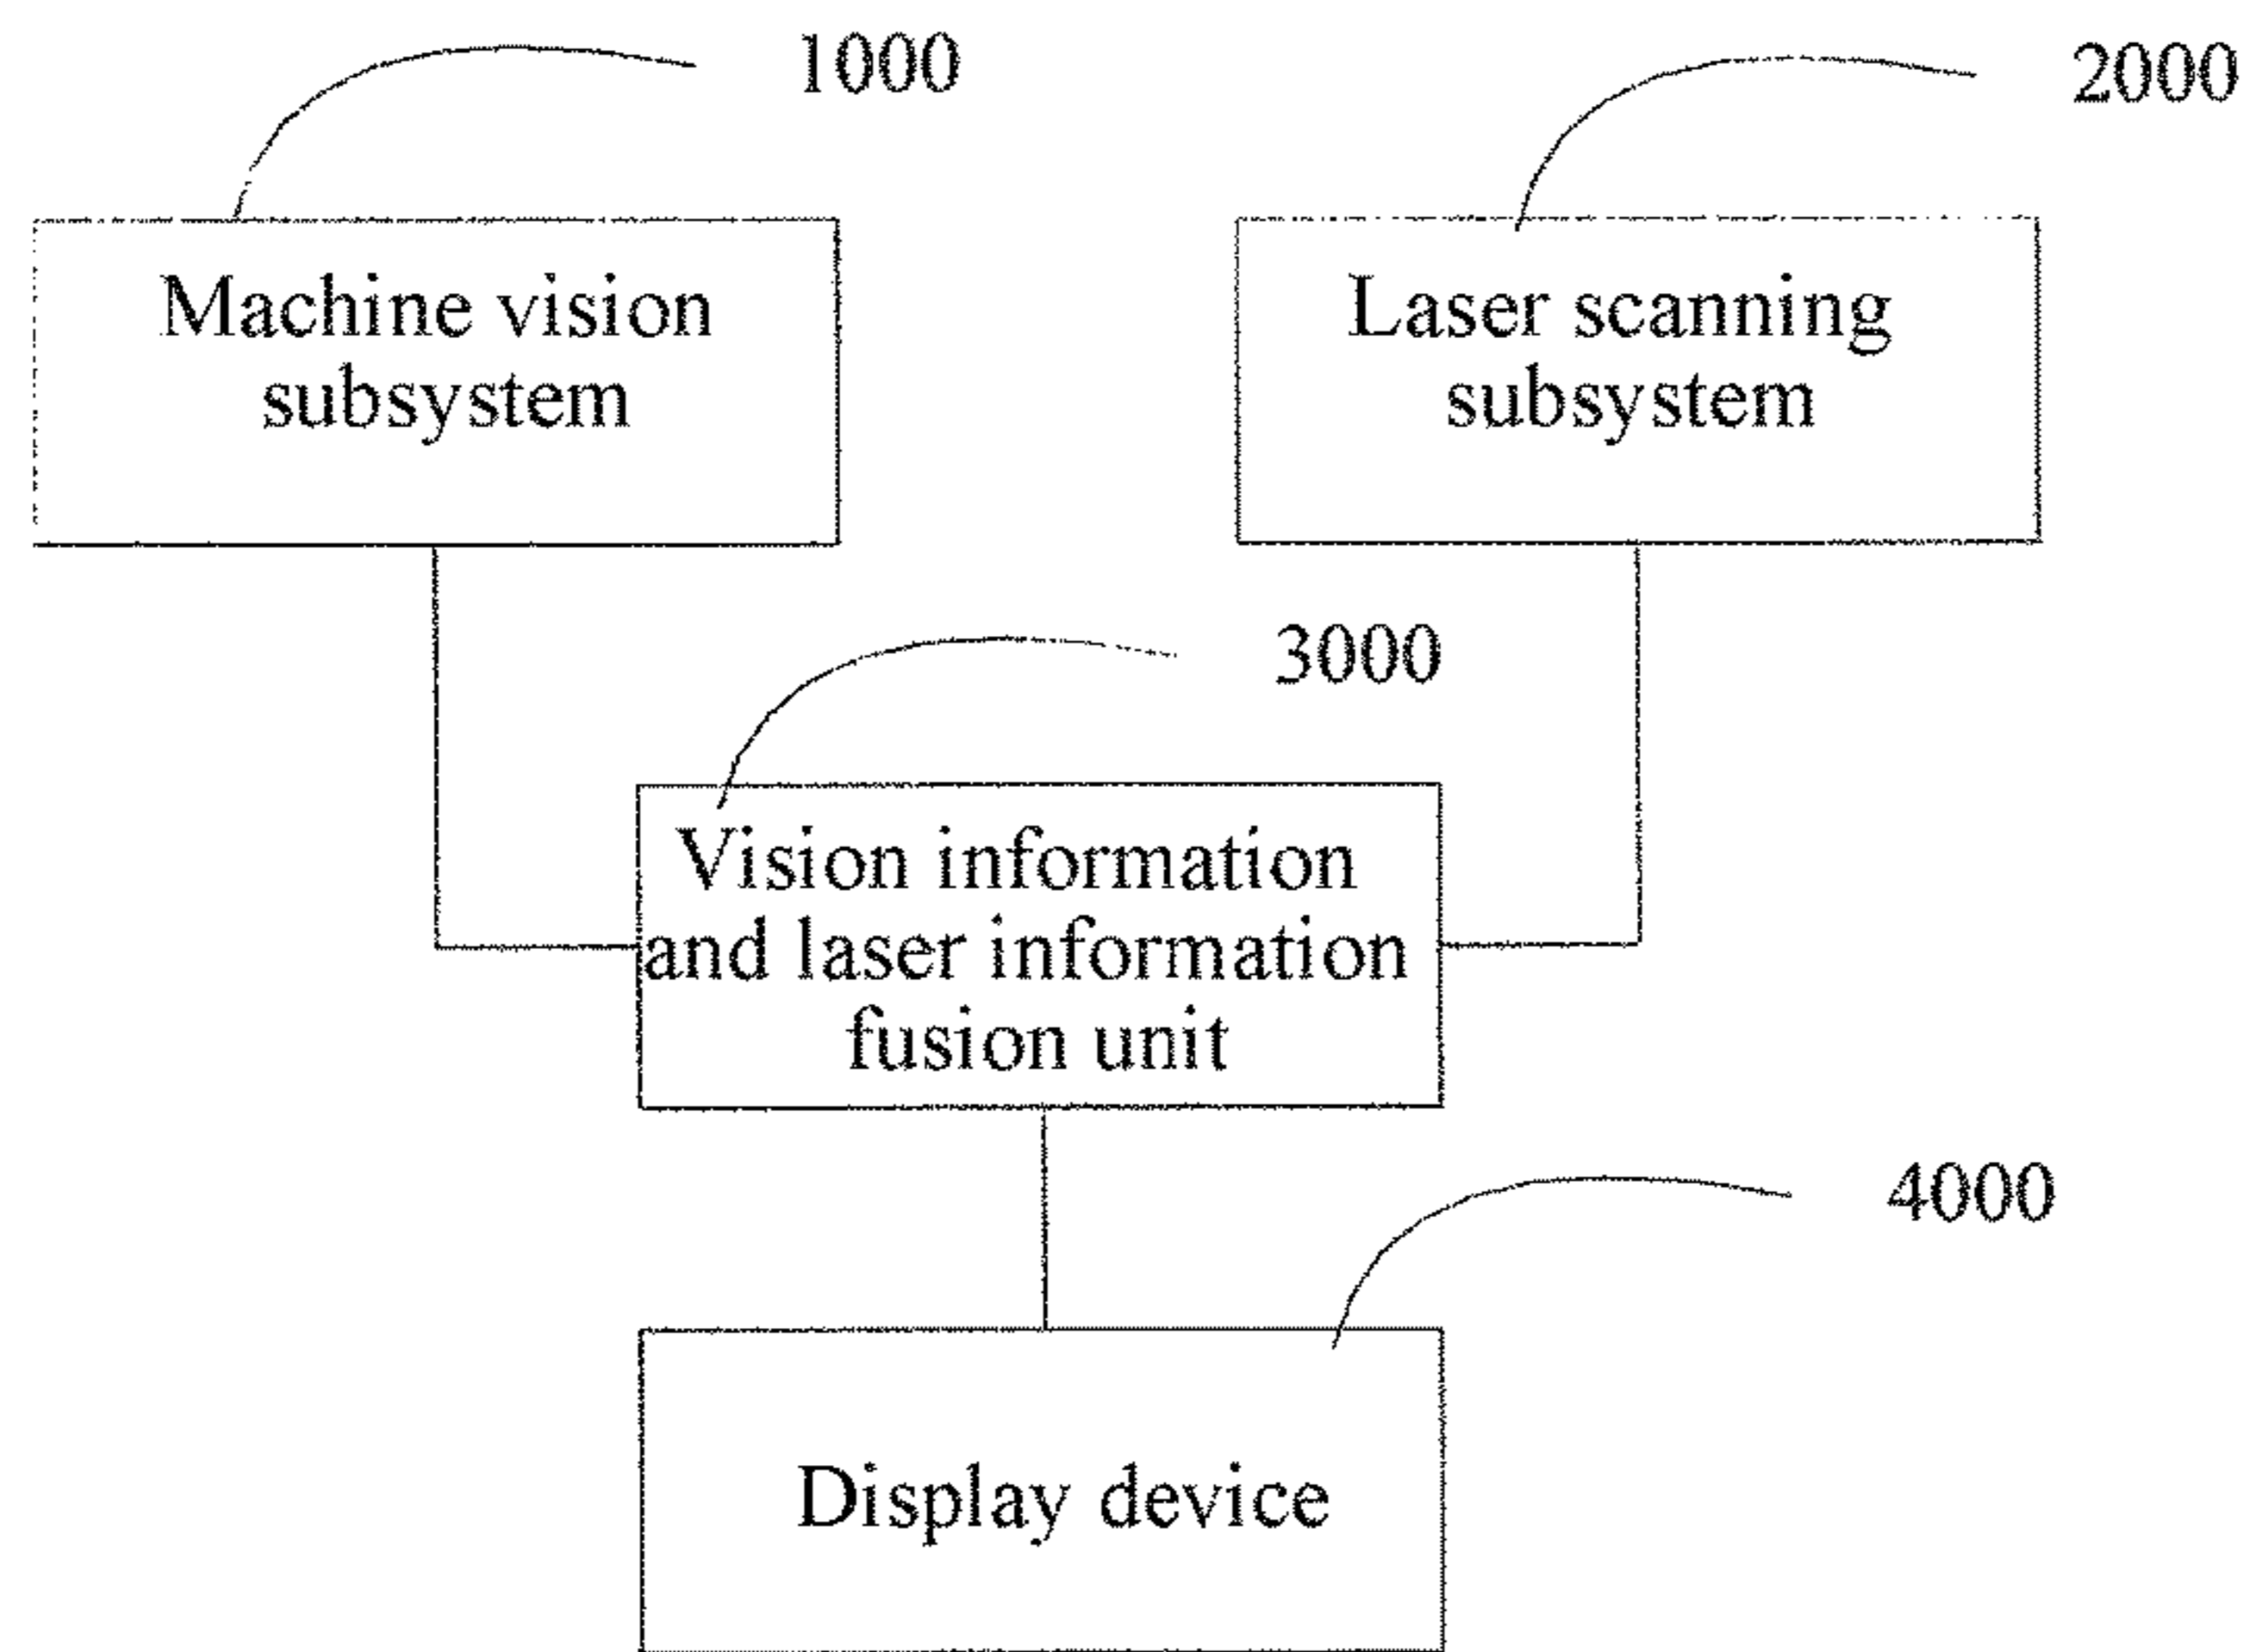 1000
2000
Machine vision
subsystem
Laser scanning
subsystem
3000
Vision information
and laser information
fusion unit
4000
Display device